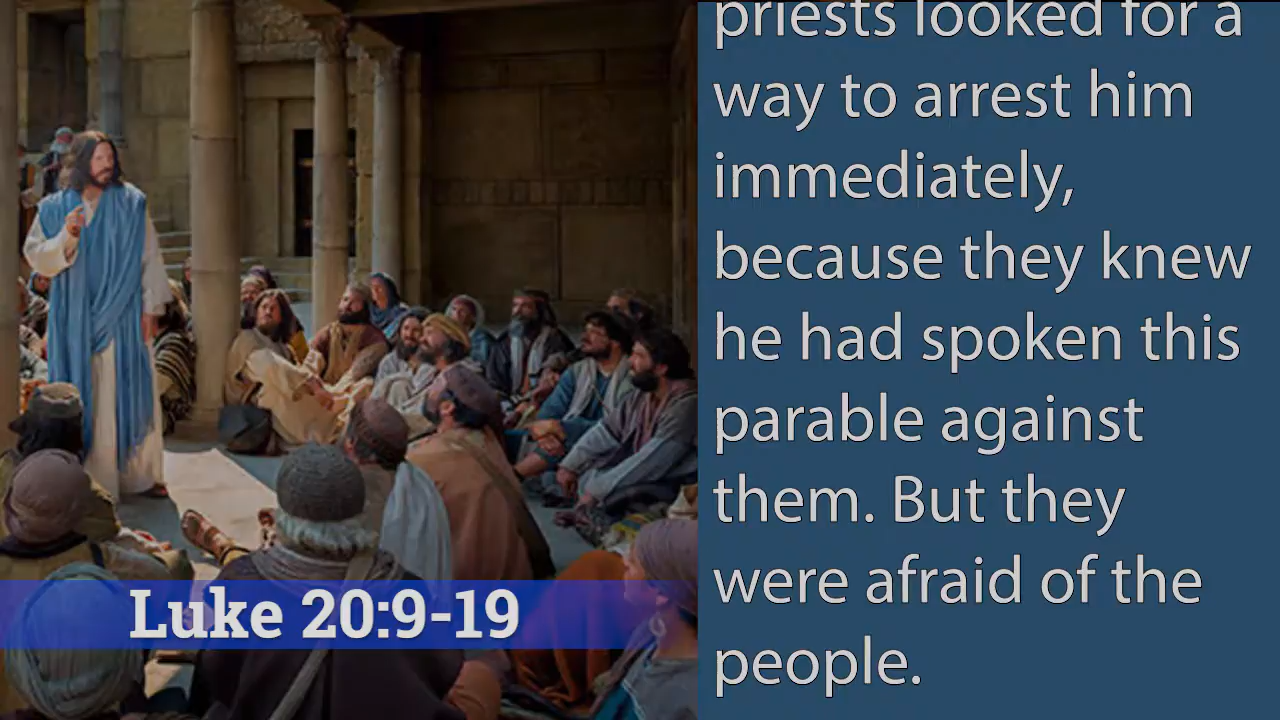 priests looked for a
way to arrest him
immediately,
because they knew
he had spoken this
parable against
them. But they
were afraid of the
people.
Luke 20:9-19